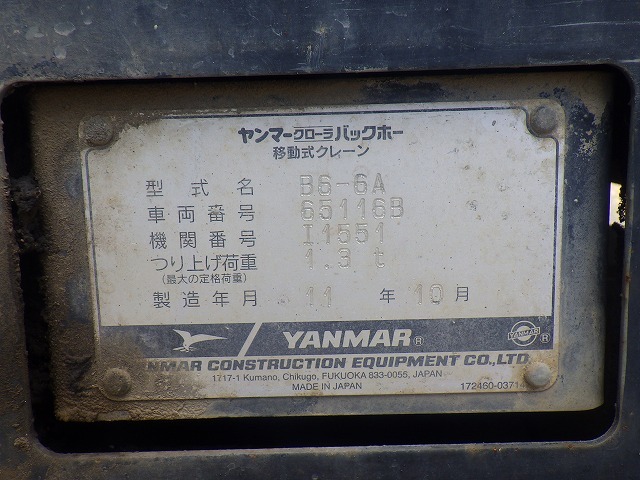 ヤンマークローラバックホー
移動式クレーン
型式名 B6-6A
車両番号 65116B
機関番号 I1551
つり上げ荷重 1.3 t
(最大の定格荷重)
製造年月 11 年 10 月
YANMAR®
YANMAR ®
YANMAR CONSTRUCTION EQUIPMENT CO.,LTD.
1717-1 Kumano, Chikugo, FUKUOKA 833-0055, JAPAN
MADE IN JAPAN